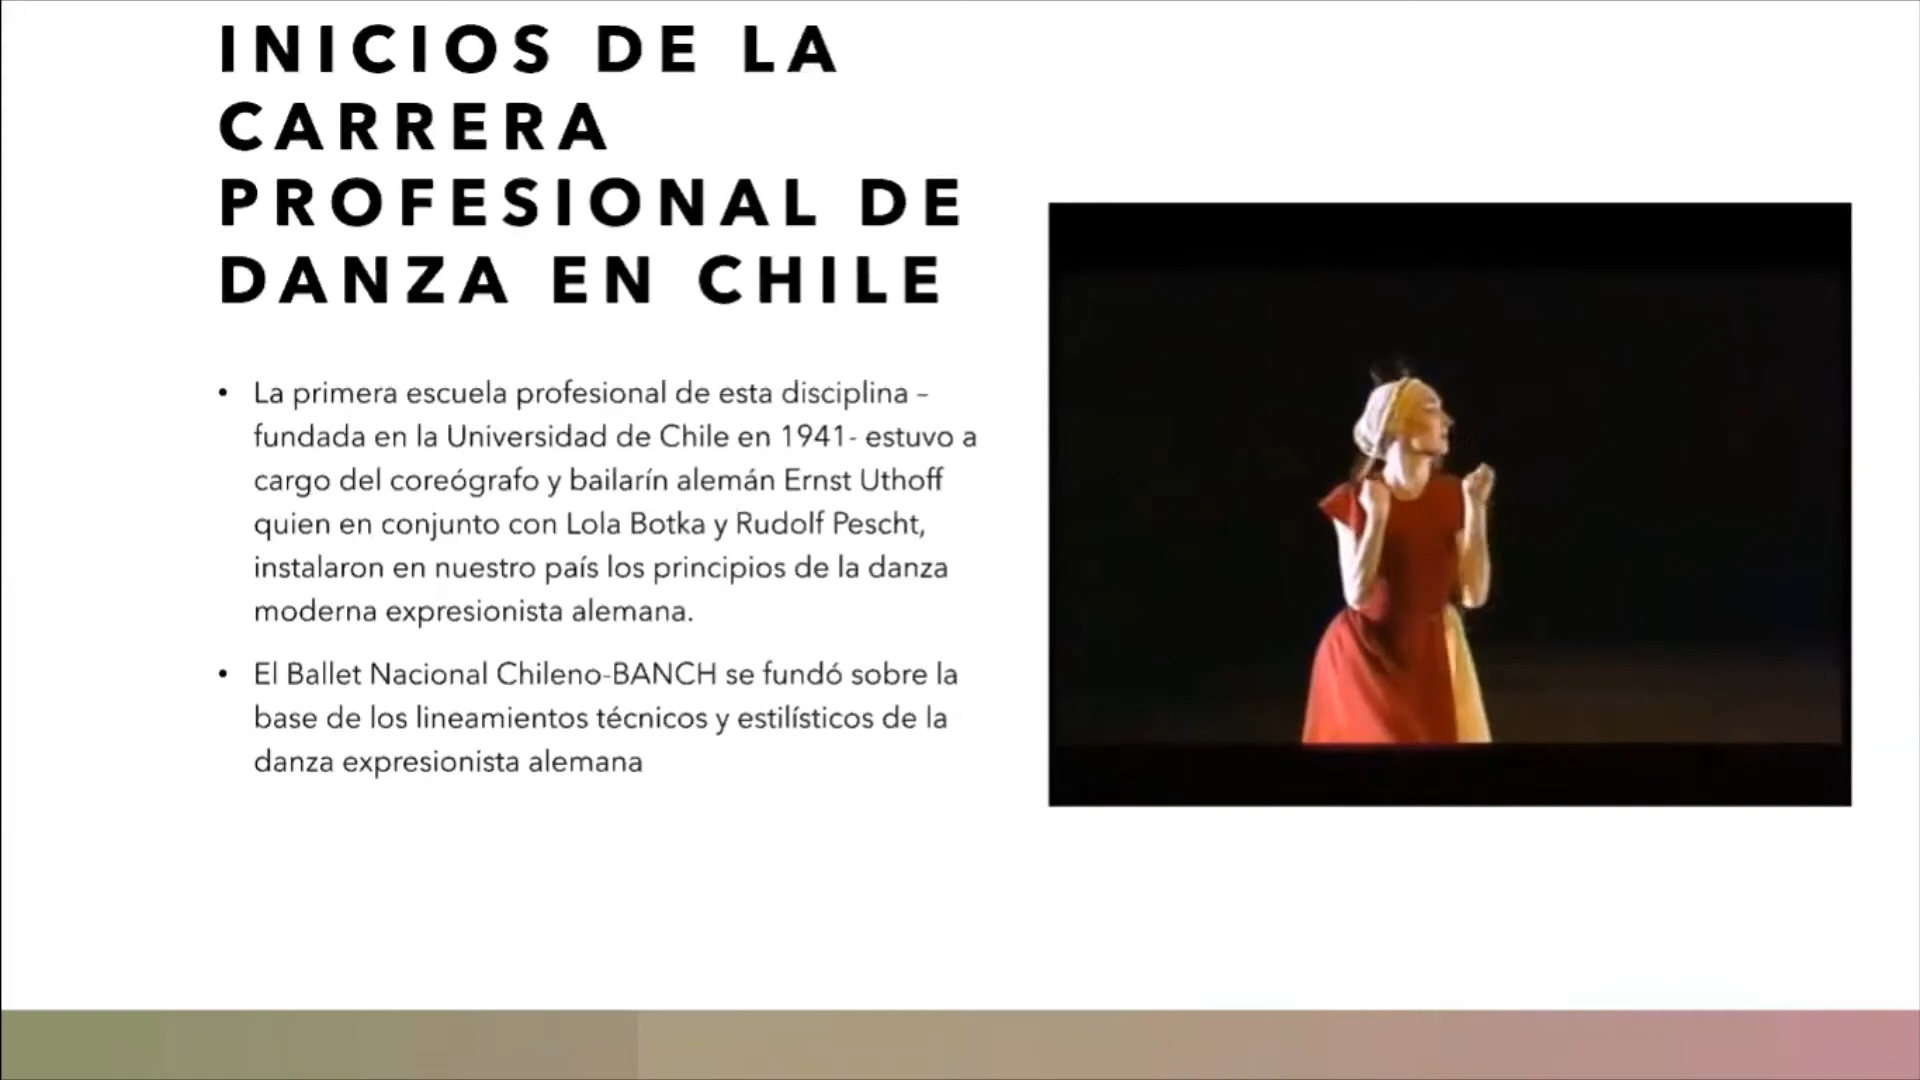 INICIOS DE LA
CARRERA
PROFESIONAL DE
DANZA EN CHILE
• La primera escuela profesional de esta disciplina –
fundada en la Universidad de Chile en 1941- estuvo a
cargo del coreógrafo y bailarín alemán Ernst Uthoff
quien en conjunto con Lola Botka y Rudolf Pescht,
instalaron en nuestro país los principios de la danza
moderna expresionista alemana.
• El Ballet Nacional Chileno-BANCH se fundó sobre la
base de los lineamientos técnicos y estilísticos de la
danza expresionista alemana